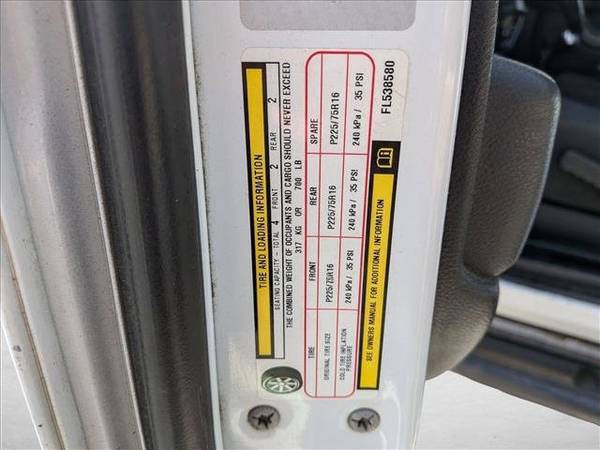 TIRE AND LOADING INFORMATION
SEATING CAPACITY - TOTAL 4 FRONT 2 REAR 2
THE COMBINED WEIGHT OF OCCUPANTS AND CARGO SHOULD NEVER EXCEED
317 KG OR 700 LB
TIRE FRONT REAR SPARE
ORIGINAL TIRE SIZE P225/75R16 P225/75R16 P225/75R16
COLD TIRE INFLATION PRESSURE 240 kPa / 35 PSI 240 kPa / 35 PSI 240 kPa / 35 PSI
SEE OWNERS MANUAL FOR ADDITIONAL INFORMATION
FL538580